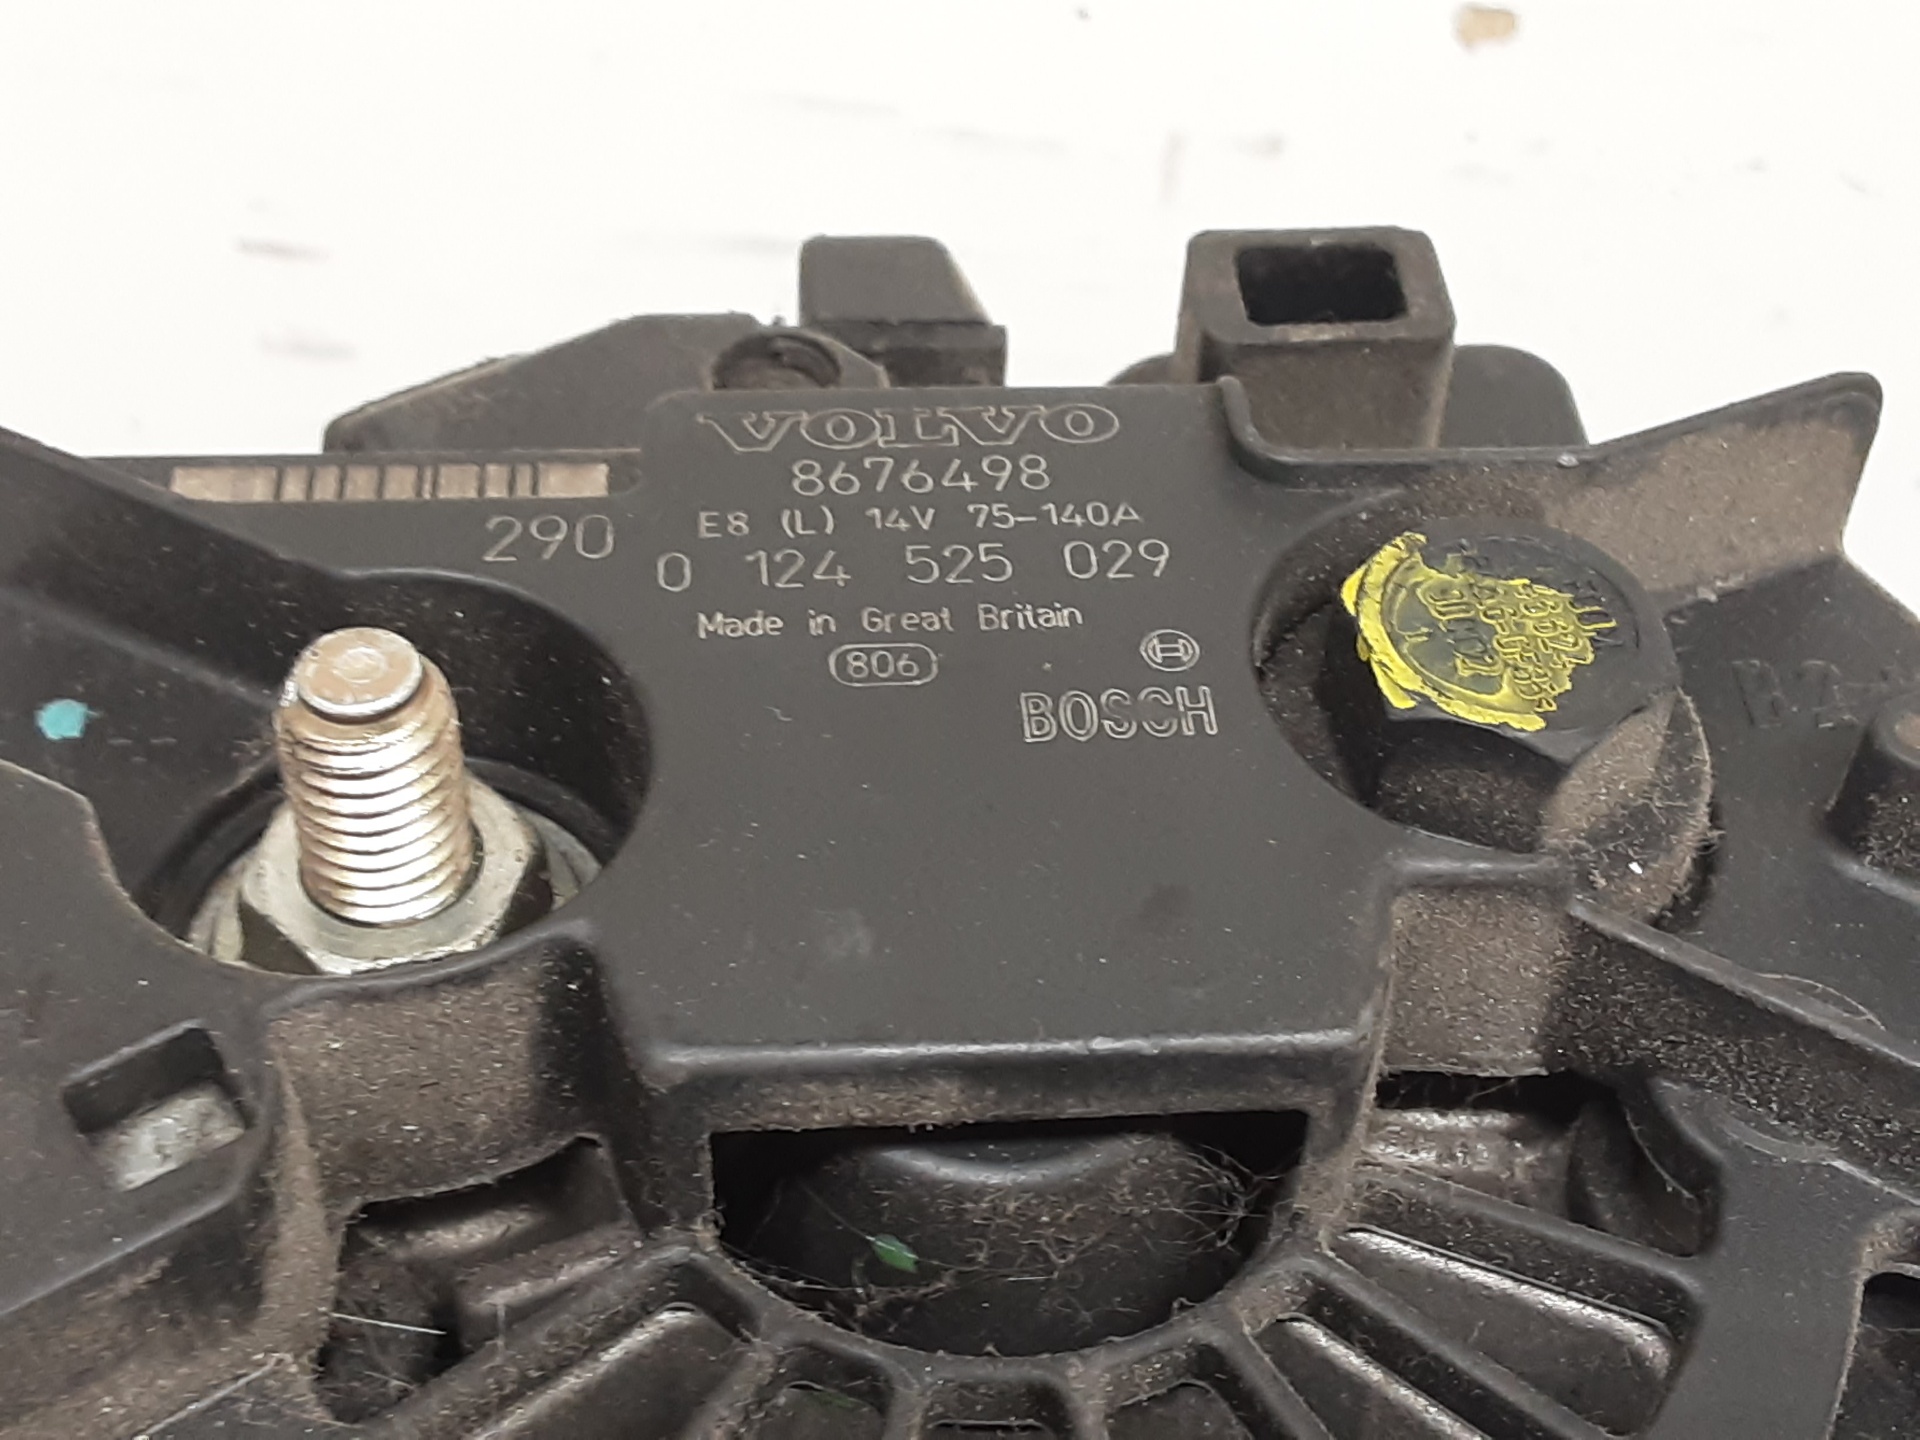 VOLVO
8676498
E8 (L) 14V 75-140A
290
0 124 525 029
Made in Great Britain
806
BOSCH